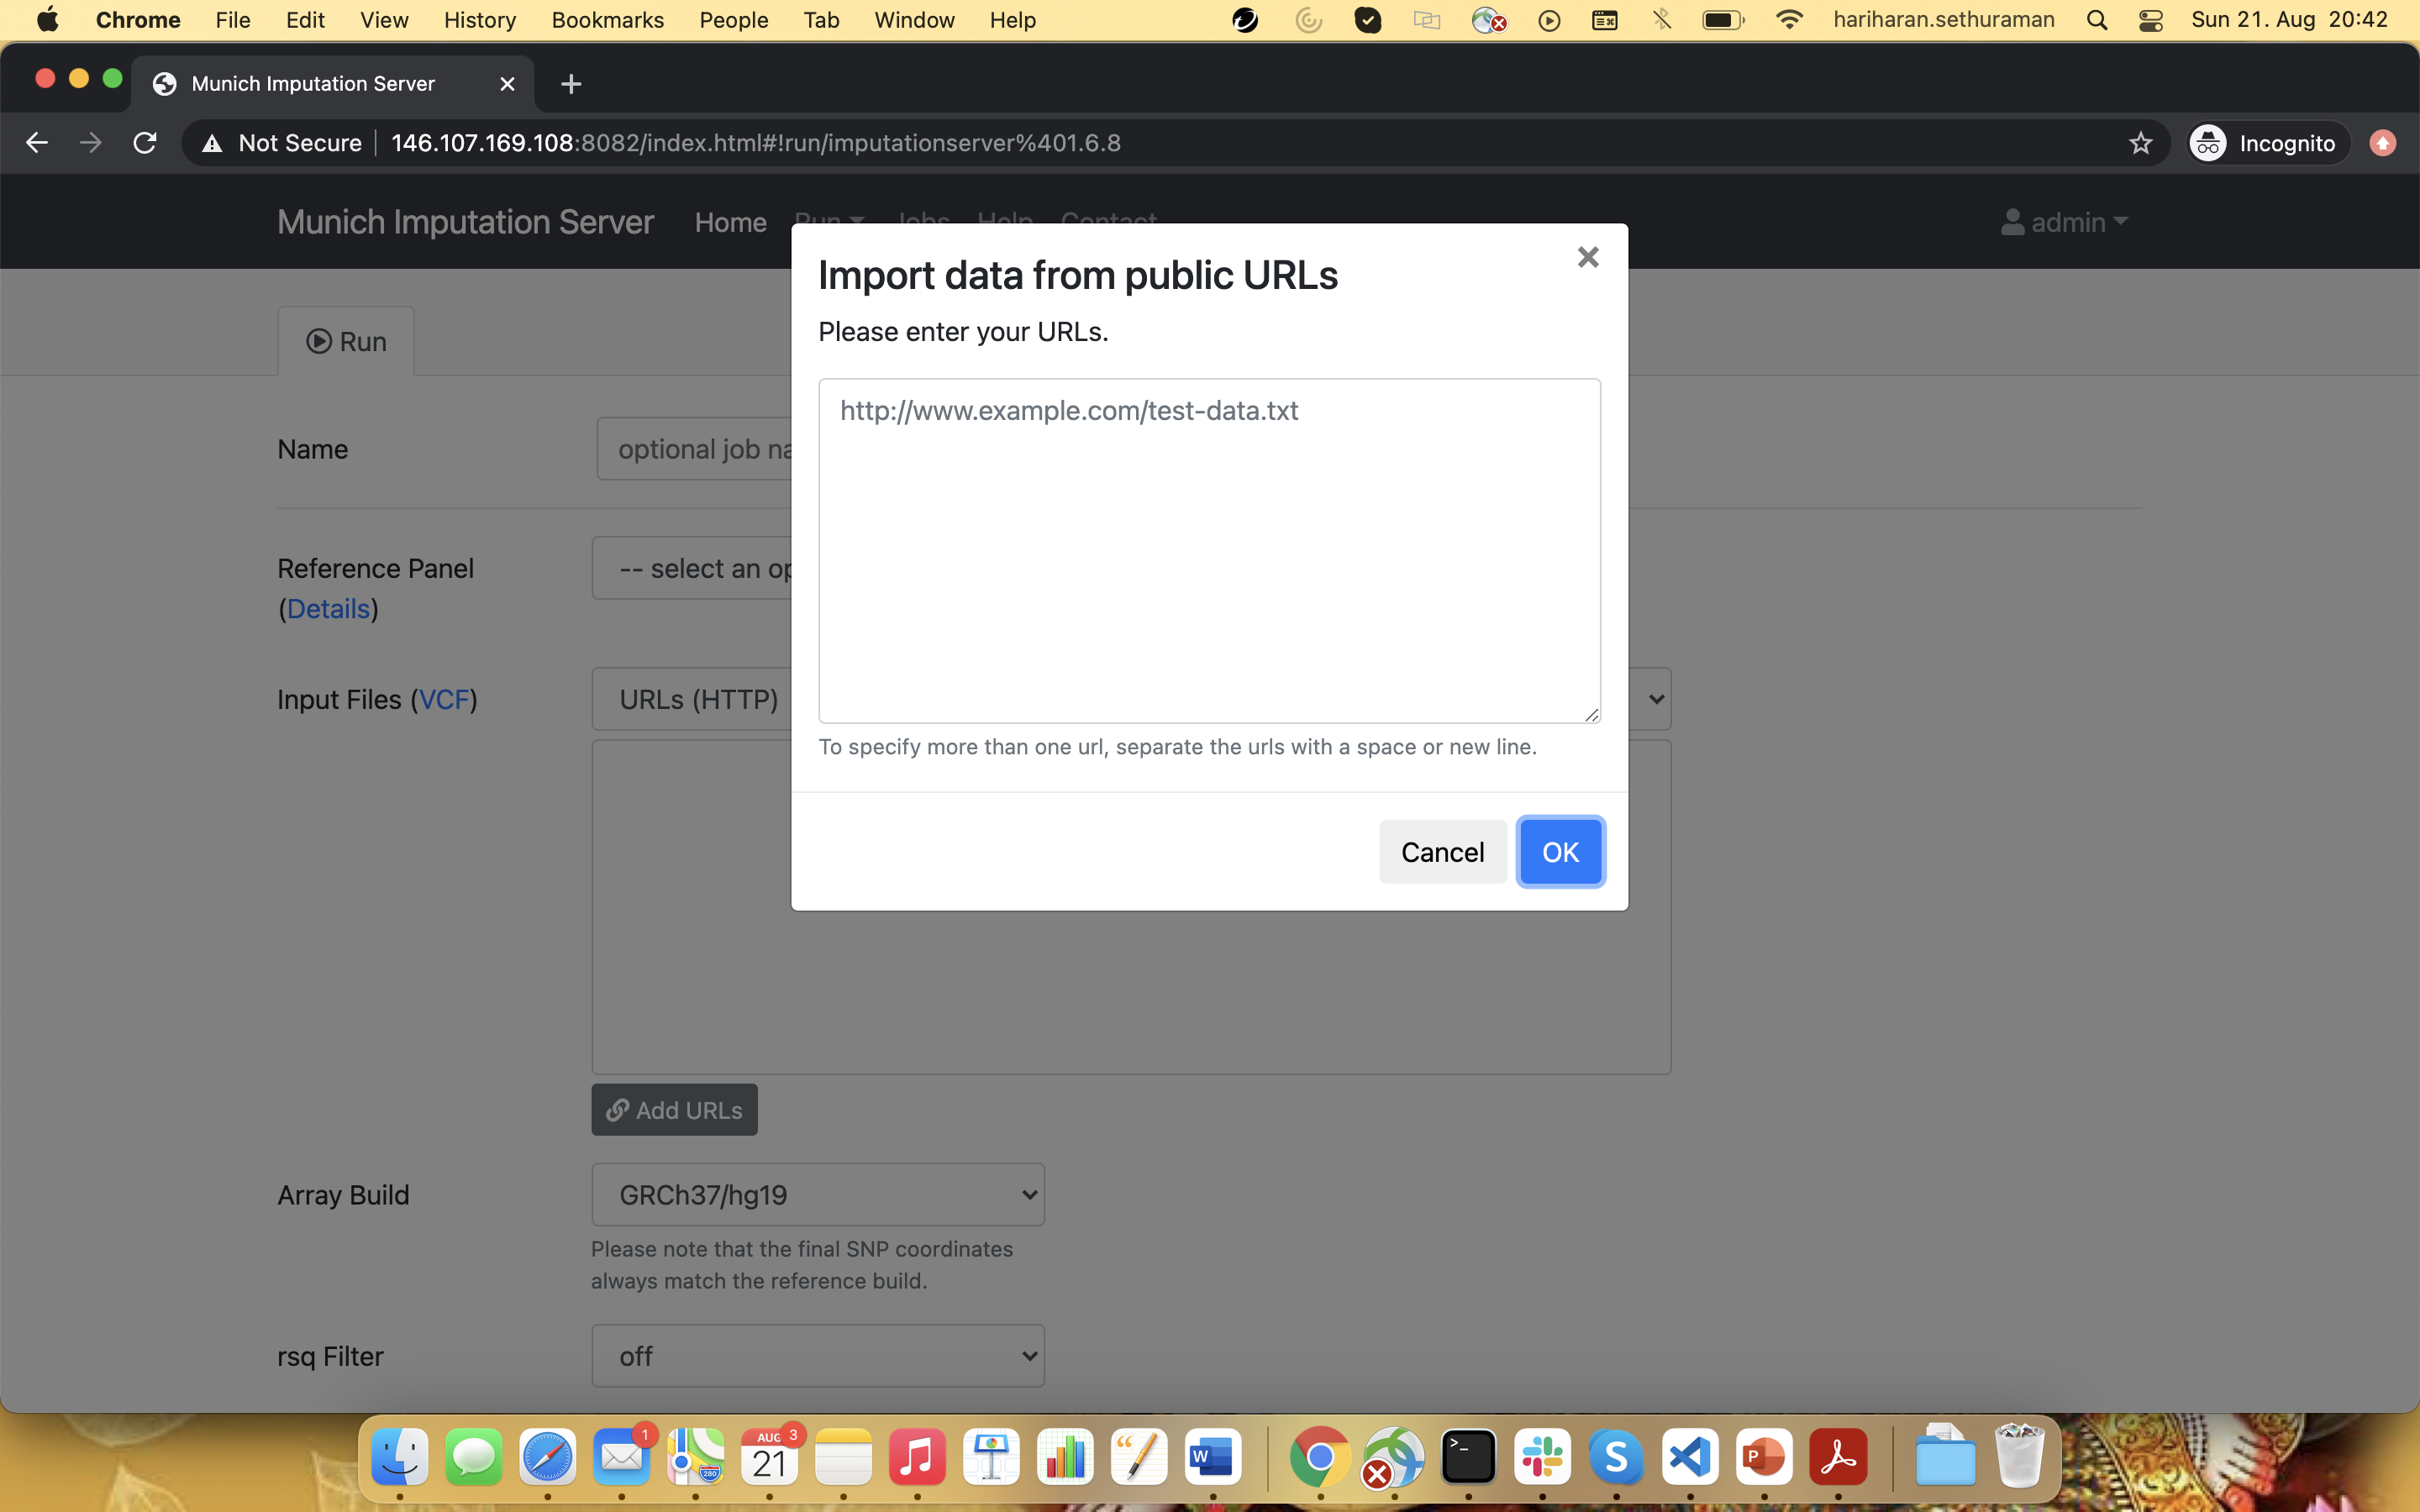 Chrome File Edit View History Bookmarks People Tab Window Help hariharan.sethuraman Sun 21. Aug 20:42
Munich Imputation Server
Not Secure 146.107.169.108:8082/index.html#!run/imputationserver%401.6.8 Incognito
Munich Imputation Server Home Run Jobs Help Contact admin
Import data from public URLs
Please enter your URLs.
Run
http://www.example.com/test-data.txt
Name optional job na
Reference Panel -- select an op
(Details)
Input Files (VCF) URLs (HTTP)
To specify more than one url, separate the urls with a space or new line.
Cancel OK
Add URLs
Array Build GRCh37/hg19
Please note that the final SNP coordinates
always match the reference build.
rsq Filter off
1 280 AUG 3 21 W >_ S P